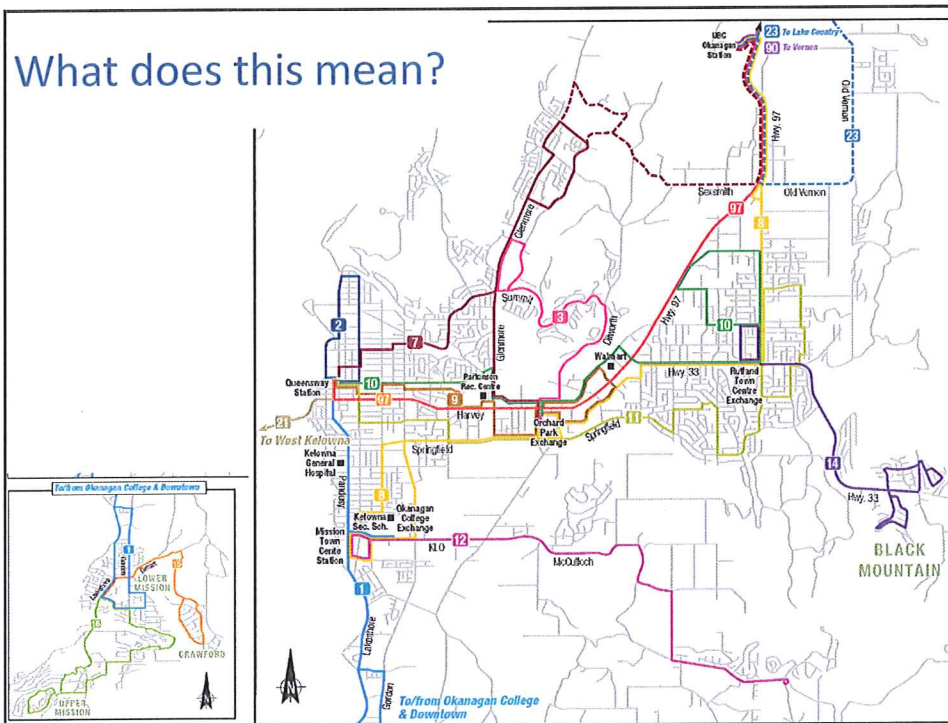 What does this mean?
UBC
Okanagan
Station
23 To Lake Country
90 To Vernon
Old Vernon
Hwy. 97
23
Sexsmith
Old Vernon
97
8
Glenmore
Summit
3
Dilworth
Hwy. 97
10
2
7
Glenmore
Walmart
Queensway
Station
10
Parkinson
Rec. Centre
Hwy. 33
Rutland
Town
Centre
Exchange
97
9
Harvey
21
To West Kelowna
Orchard
Park
Exchange
11
Springfield
Springfield
Kelowna
General
Hospital
Pandosy
14
8
Okanagan
College
Exchange
Kelowna
Sec. Sch.
Hwy. 33
Mission
Town
Centre
Station
KLO
12
McCulloch
BLACK
MOUNTAIN
1
Lakeshore
Gordon
N
To/from Okanagan College
& Downtown
To/from Okanagan College & Downtown
1
Gordon
Lakeshore
15
LOWER
MISSION
16
CRAWFORD
UPPER
MISSION
N